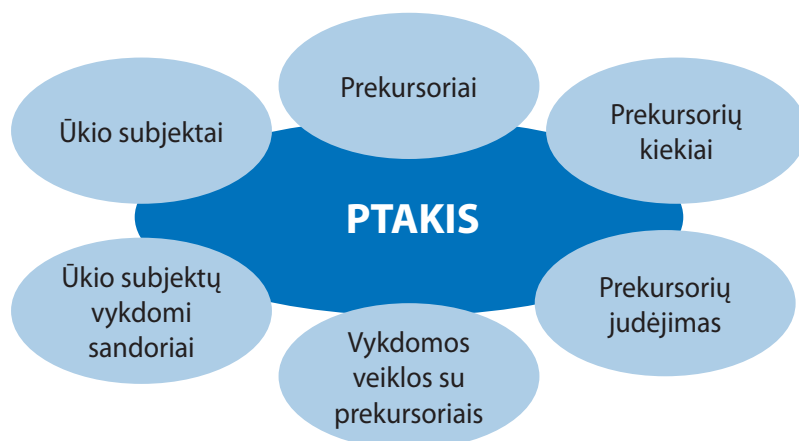 Prekursoriai
Ūkio subjektai
Prekursorių
kiekiai
PTAKIS
Ūkio subjektų
vykdomi
sandoriai
Prekursorių
judėjimas
Vykdomos
veiklos su
prekursoriais